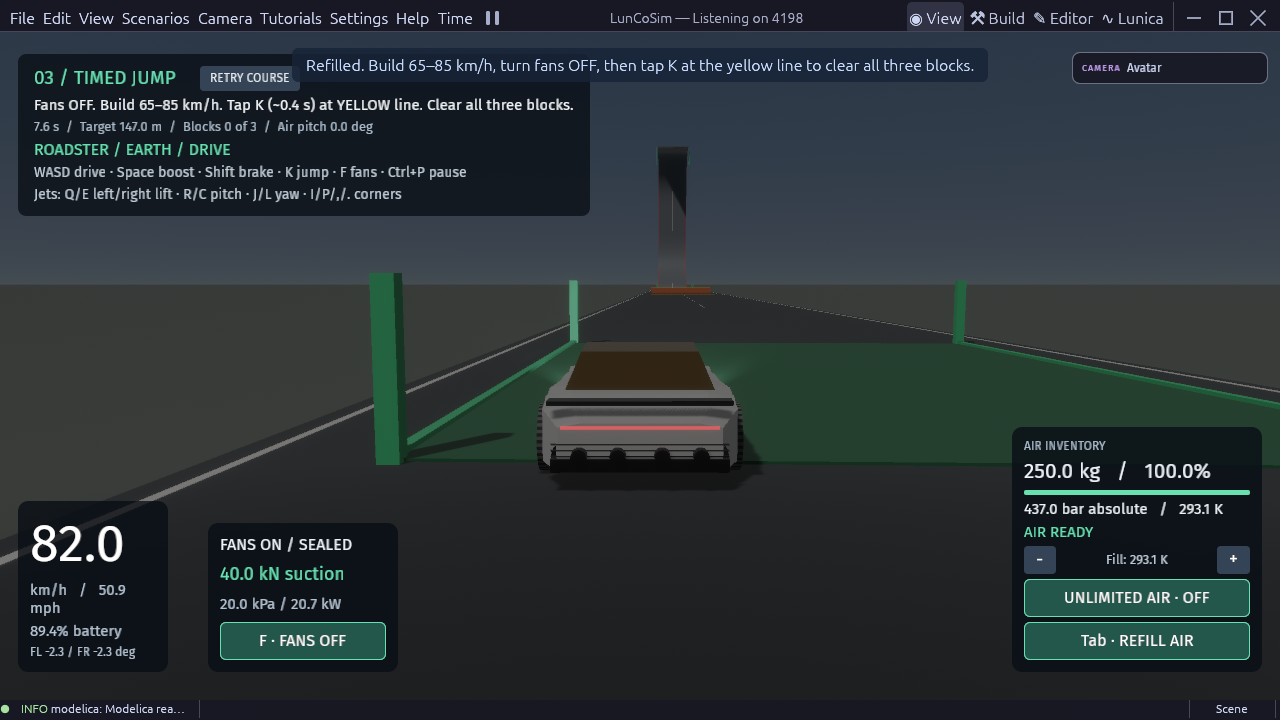 File Edit View Scenarios Camera Tutorials Settings Help Time
LunCoSim — Listening on 4198
View Build Editor Lunica
Refilled. Build 65–85 km/h, turn fans OFF, then tap K at the yellow line to clear all three blocks.
03 / TIMED JUMP
RETRY COURSE
Fans OFF. Build 65–85 km/h. Tap K (~0.4 s) at YELLOW line. Clear all three blocks.
7.6 s / Target 147.0 m / Blocks 0 of 3 / Air pitch 0.0 deg
ROADSTER / EARTH / DRIVE
WASD drive · Space boost · Shift brake · K jump · F fans · Ctrl+P pause
Jets: Q/E left/right lift · R/C pitch · J/L yaw · I/P/,/. corners
CAMERA Avatar
82.0
km/h / 50.9
mph
89.4% battery
FL -2.3 / FR -2.3 deg
FANS ON / SEALED
40.0 kN suction
20.0 kPa / 20.7 kW
F · FANS OFF
AIR INVENTORY
250.0 kg / 100.0%
437.0 bar absolute / 293.1 K
AIR READY
- Fill: 293.1 K +
UNLIMITED AIR · OFF
Tab · REFILL AIR
INFO modelica: Modelica rea…
Scene